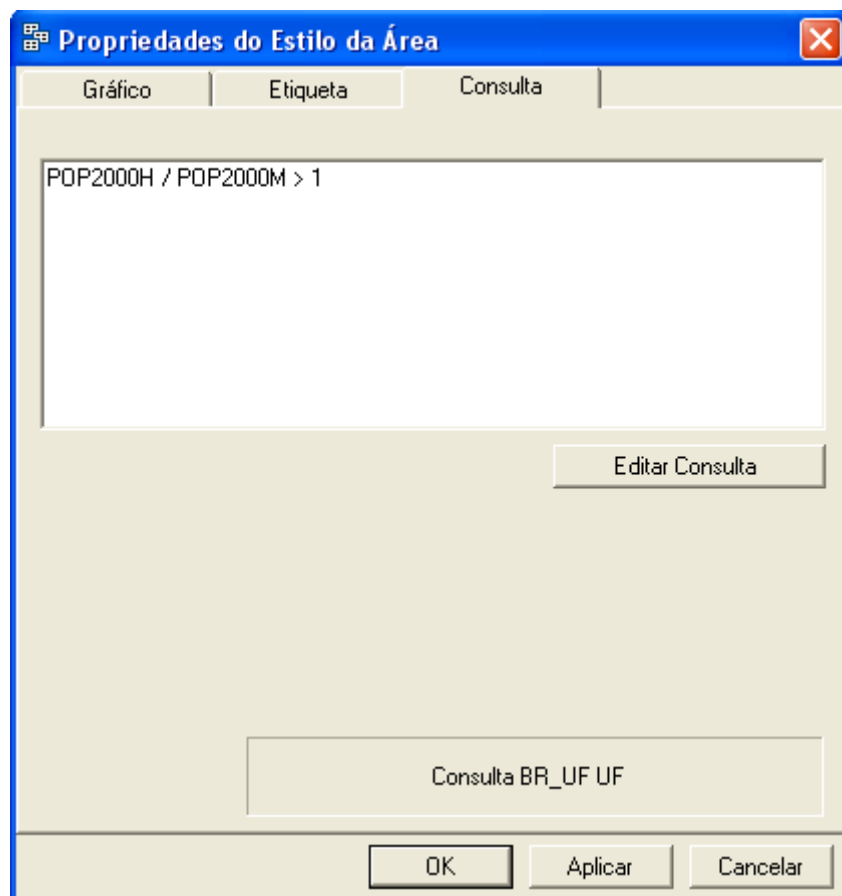 Propriedades do Estilo da Área
Gráfico Etiqueta Consulta
POP2000H / POP2000M > 1
Editar Consulta
Consulta BR_UF UF
OK Aplicar Cancelar